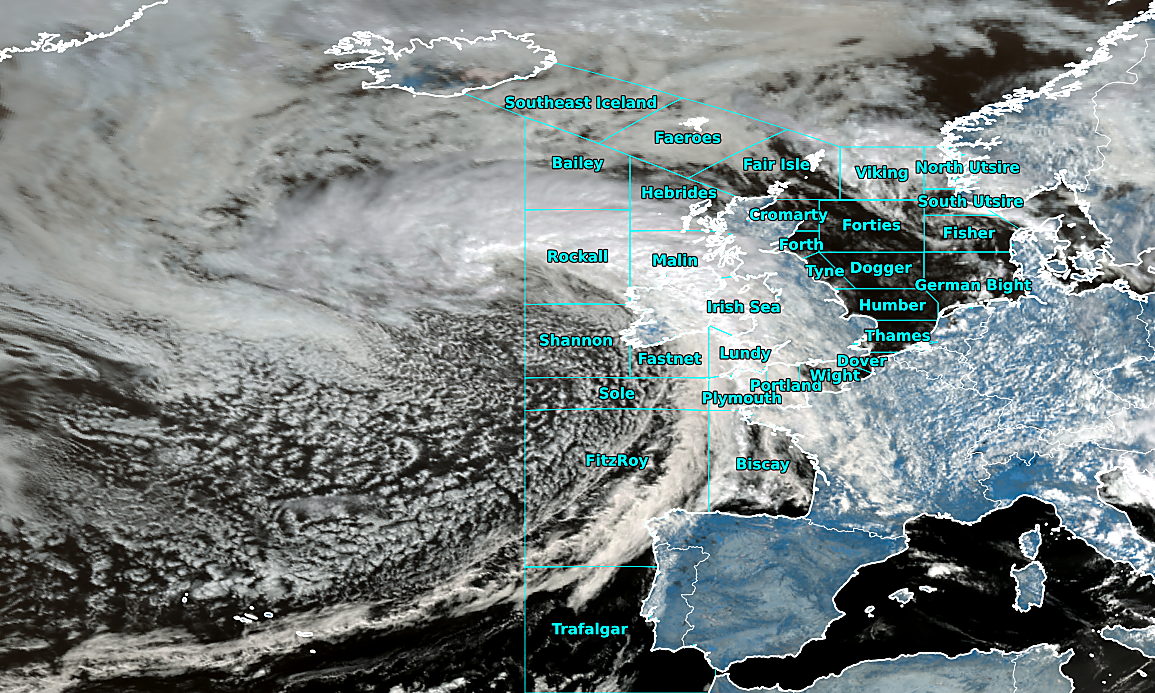 Southeast Iceland
Faeroes
Bailey
Fair Isle
Viking
North Utsire
Hebrides
South Utsire
Cromarty
Forties
Fisher
Forth
Rockall
Malin
Tyne
Dogger
German Bight
Irish Sea
Humber
Thames
Shannon
Fastnet
Lundy
Dover
Wight
Portland
Sole
Plymouth
FitzRoy
Biscay
Trafalgar